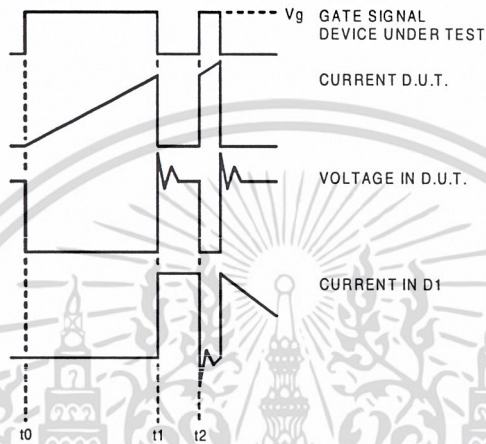 Vg GATE SIGNAL
DEVICE UNDER TEST
CURRENT D.U.T.
VOLTAGE IN D.U.T.
CURRENT IN D1
t0 t1 t2